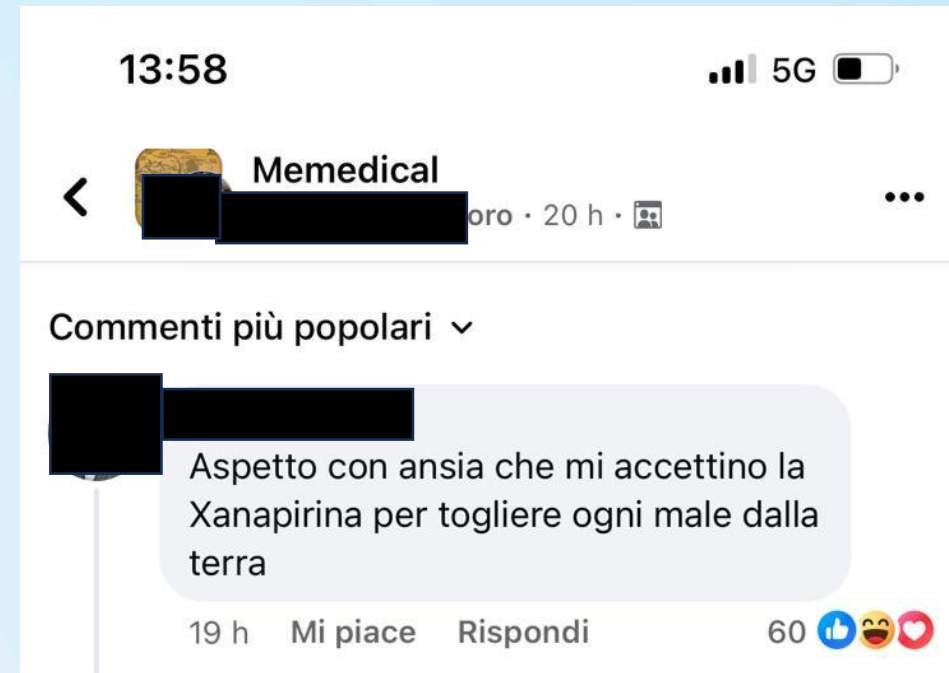 13:58
5G
Memedical
oro · 20 h ·
Commenti più popolari
Aspetto con ansia che mi accettino la
Xanapirina per togliere ogni male dalla
terra
19 h Mi piace Rispondi 60